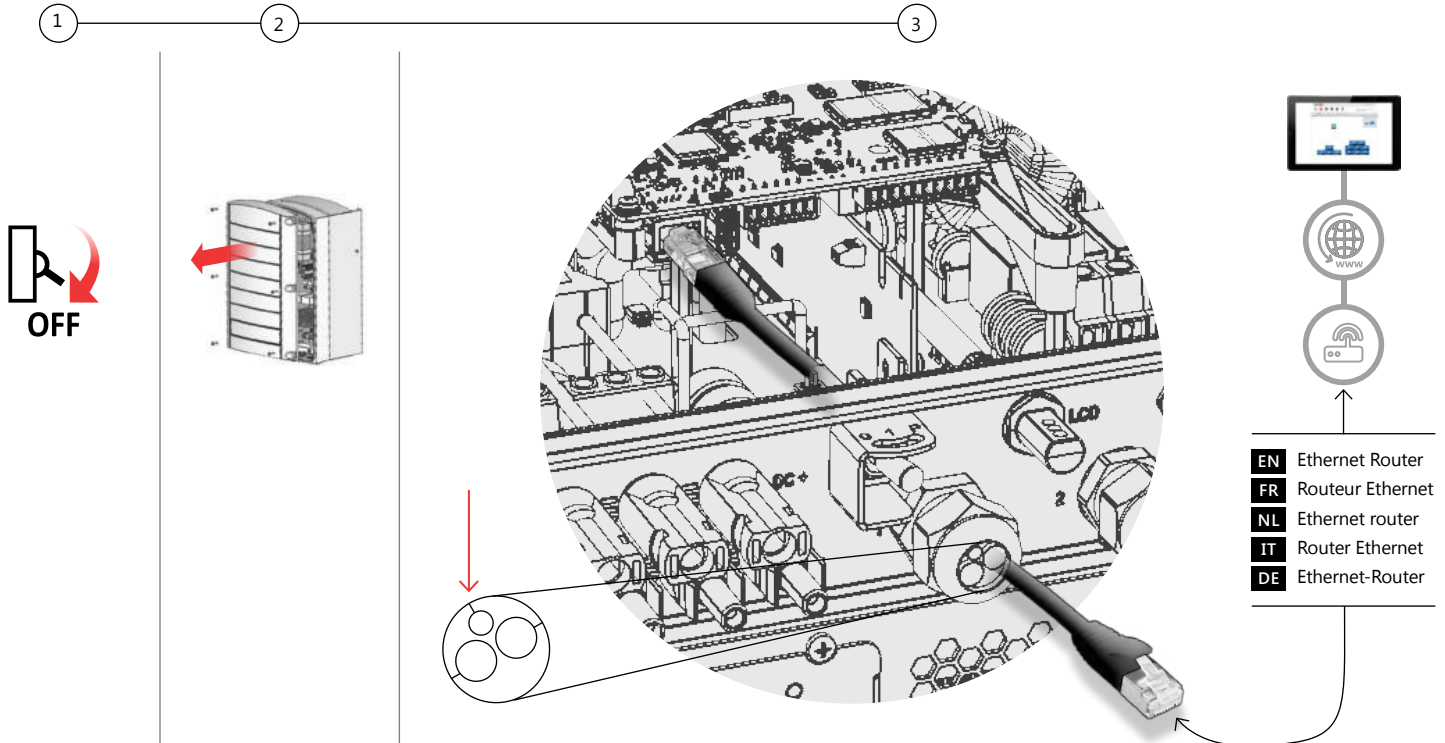 1
2
3
OFF
DC +
1
LCD
2
www
EN Ethernet Router
FR Routeur Ethernet
NL Ethernet router
IT Router Ethernet
DE Ethernet-Router